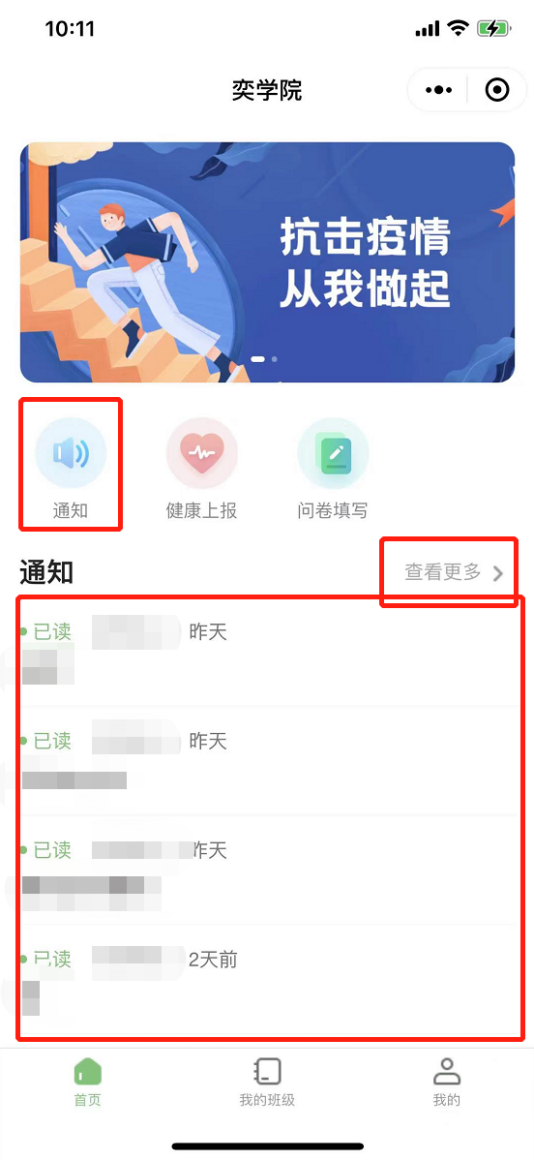 10:11
奕学院
抗击疫情
从我做起
通知
健康上报
问卷填写
通知
查看更多
已读 昨天
已读 昨天
已读 昨天
已读 2天前
首页
我的班级
我的